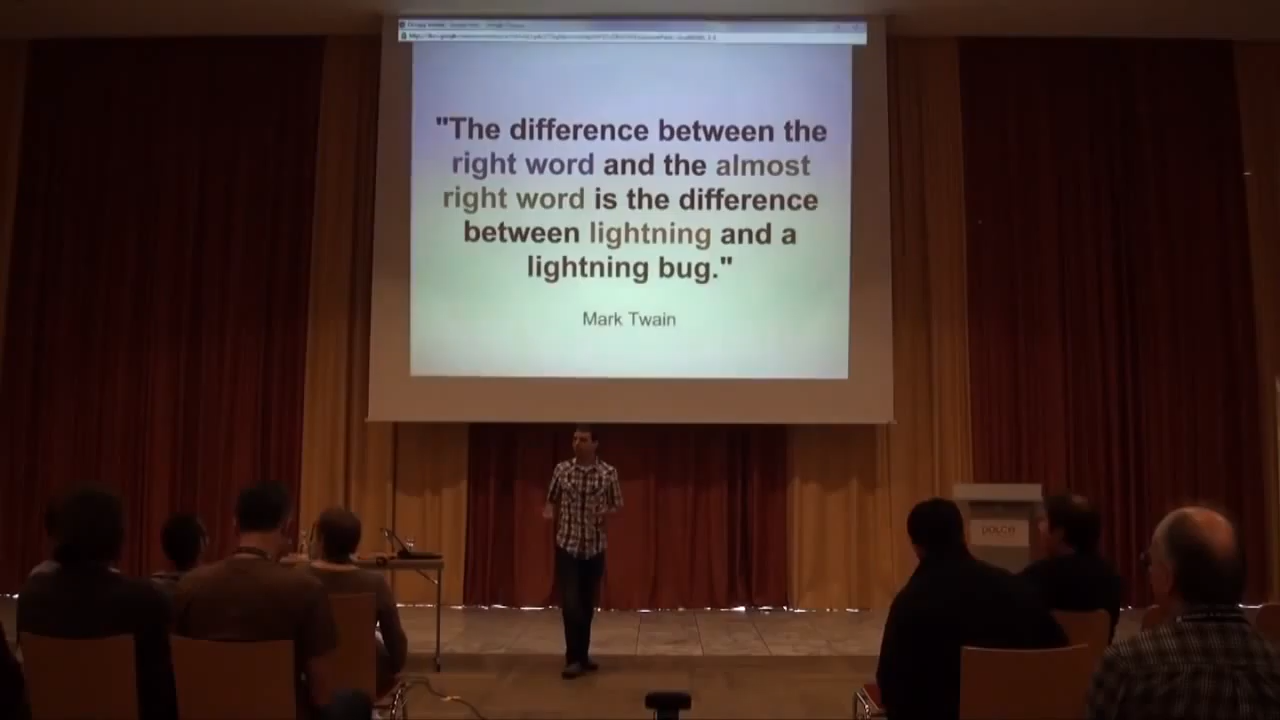 "The difference between the
right word and the almost
right word is the difference
between lightning and a
lightning bug."
Mark Twain